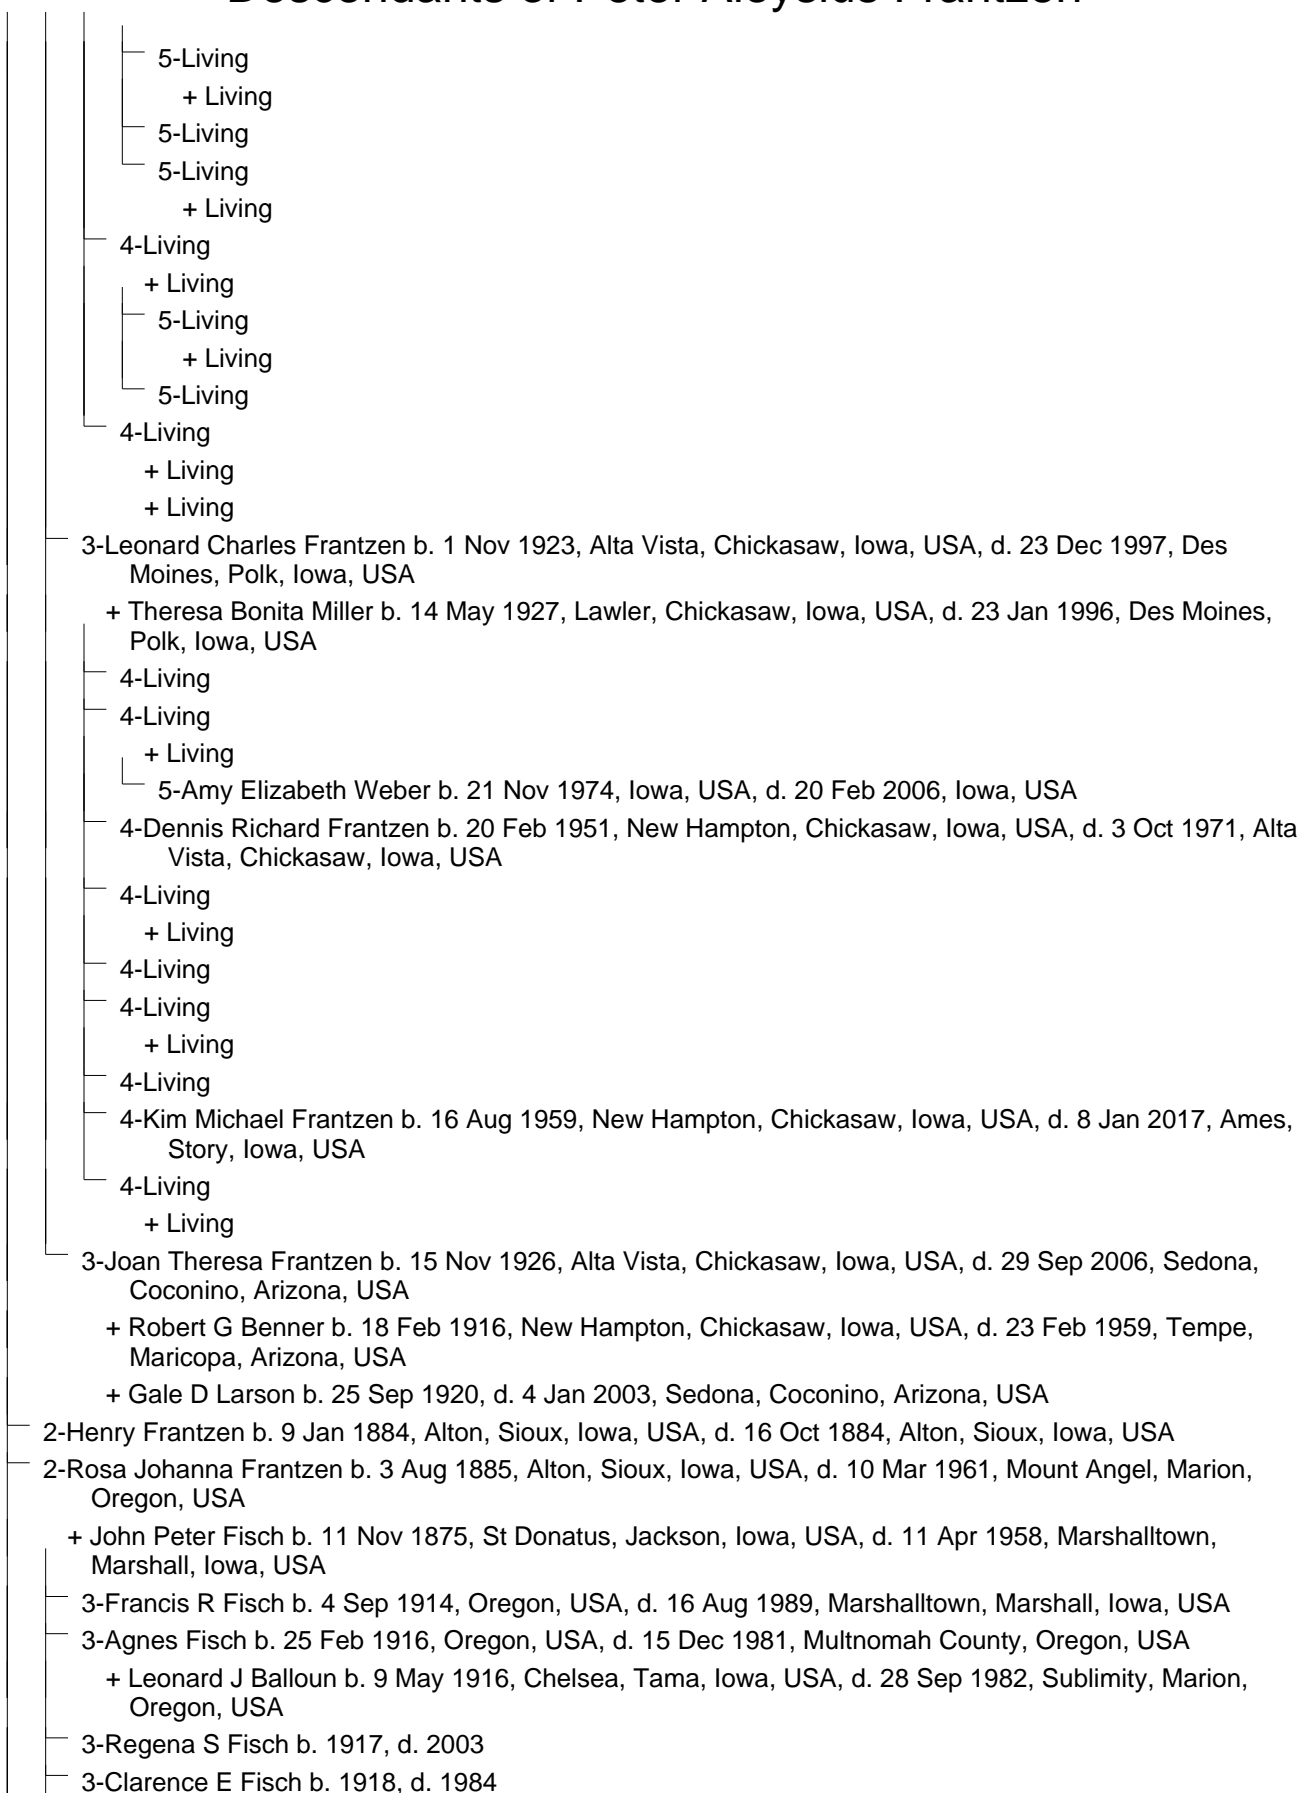 Descendants of Peter Aloysius Frantzen
5-Living
+ Living
5-Living
5-Living
+ Living
4-Living
+ Living
5-Living
+ Living
5-Living
4-Living
+ Living
+ Living
3-Leonard Charles Frantzen b. 1 Nov 1923, Alta Vista, Chickasaw, Iowa, USA, d. 23 Dec 1997, Des
Moines, Polk, Iowa, USA
+ Theresa Bonita Miller b. 14 May 1927, Lawler, Chickasaw, Iowa, USA, d. 23 Jan 1996, Des Moines,
Polk, Iowa, USA
4-Living
4-Living
+ Living
5-Amy Elizabeth Weber b. 21 Nov 1974, Iowa, USA, d. 20 Feb 2006, Iowa, USA
4-Dennis Richard Frantzen b. 20 Feb 1951, New Hampton, Chickasaw, Iowa, USA, d. 3 Oct 1971, Alta
Vista, Chickasaw, Iowa, USA
4-Living
+ Living
4-Living
4-Living
+ Living
4-Living
4-Kim Michael Frantzen b. 16 Aug 1959, New Hampton, Chickasaw, Iowa, USA, d. 8 Jan 2017, Ames,
Story, Iowa, USA
4-Living
+ Living
3-Joan Theresa Frantzen b. 15 Nov 1926, Alta Vista, Chickasaw, Iowa, USA, d. 29 Sep 2006, Sedona,
Coconino, Arizona, USA
+ Robert G Benner b. 18 Feb 1916, New Hampton, Chickasaw, Iowa, USA, d. 23 Feb 1959, Tempe,
Maricopa, Arizona, USA
+ Gale D Larson b. 25 Sep 1920, d. 4 Jan 2003, Sedona, Coconino, Arizona, USA
2-Henry Frantzen b. 9 Jan 1884, Alton, Sioux, Iowa, USA, d. 16 Oct 1884, Alton, Sioux, Iowa, USA
2-Rosa Johanna Frantzen b. 3 Aug 1885, Alton, Sioux, Iowa, USA, d. 10 Mar 1961, Mount Angel, Marion,
Oregon, USA
+ John Peter Fisch b. 11 Nov 1875, St Donatus, Jackson, Iowa, USA, d. 11 Apr 1958, Marshalltown,
Marshall, Iowa, USA
3-Francis R Fisch b. 4 Sep 1914, Oregon, USA, d. 16 Aug 1989, Marshalltown, Marshall, Iowa, USA
3-Agnes Fisch b. 25 Feb 1916, Oregon, USA, d. 15 Dec 1981, Multnomah County, Oregon, USA
+ Leonard J Balloun b. 9 May 1916, Chelsea, Tama, Iowa, USA, d. 28 Sep 1982, Sublimity, Marion,
Oregon, USA
3-Regena S Fisch b. 1917, d. 2003
3-Clarence E Fisch b. 1918, d. 1984